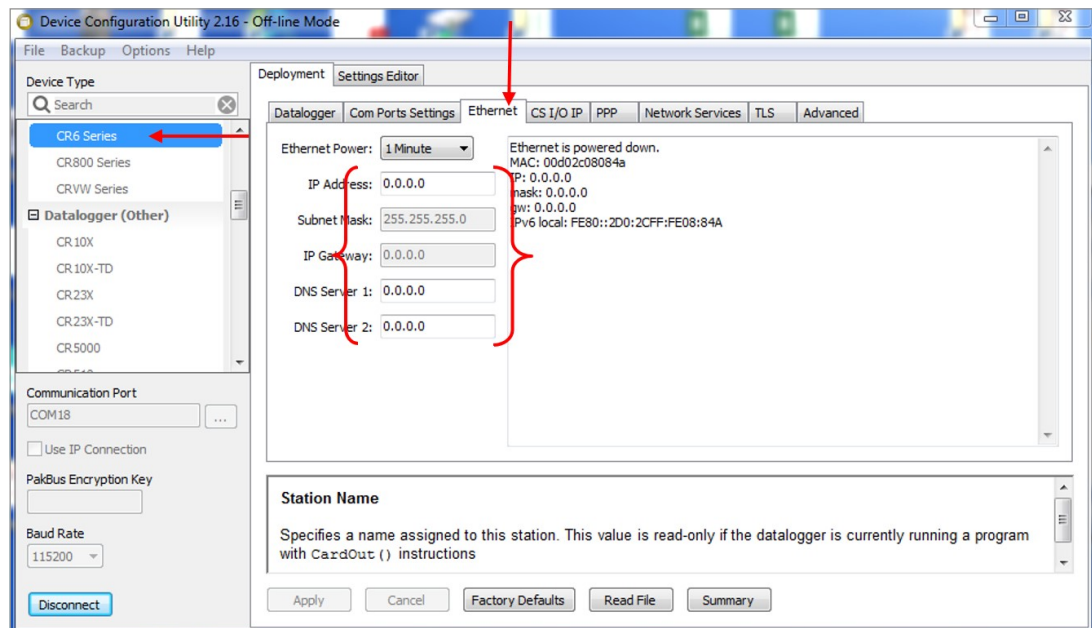 Device Configuration Utility 2.16 - Off-line Mode
File Backup Options Help
Device Type
Search
CR6 Series
CR800 Series
CRVW Series
Datalogger (Other)
CR10X
CR10X-TD
CR23X
CR23X-TD
CR5000
Communication Port
COM18
...
Use IP Connection
PakBus Encryption Key
Baud Rate
115200
Disconnect
Deployment Settings Editor
Datalogger Com Ports Settings Ethernet CS I/O IP PPP Network Services TLS Advanced
Ethernet Power: 1 Minute
IP Address: 0.0.0.0
Subnet Mask: 255.255.255.0
IP Gateway: 0.0.0.0
DNS Server 1: 0.0.0.0
DNS Server 2: 0.0.0.0
Ethernet is powered down.
MAC: 00d02c08084a
IP: 0.0.0.0
mask: 0.0.0.0
gw: 0.0.0.0
IPv6 local: FE80::2D0:2CFF:FE08:84A
Station Name
Specifies a name assigned to this station. This value is read-only if the datalogger is currently running a program
with CardOut() instructions
Apply Cancel Factory Defaults Read File Summary